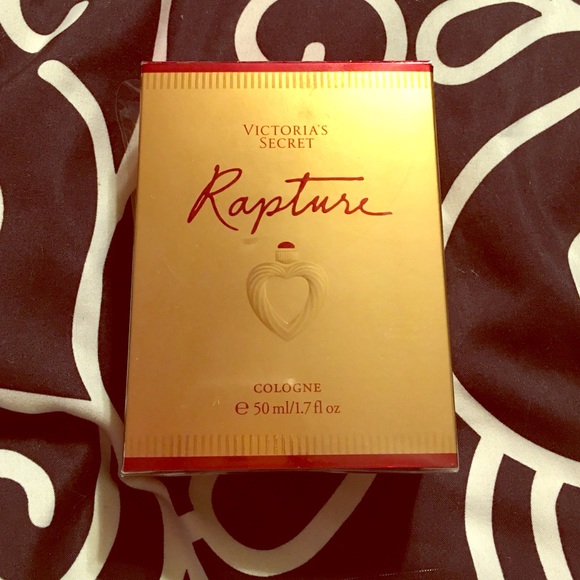 VICTORIA'S
SECRET
Rapture
COLOGNE
℮ 50 ml/1.7 fl oz